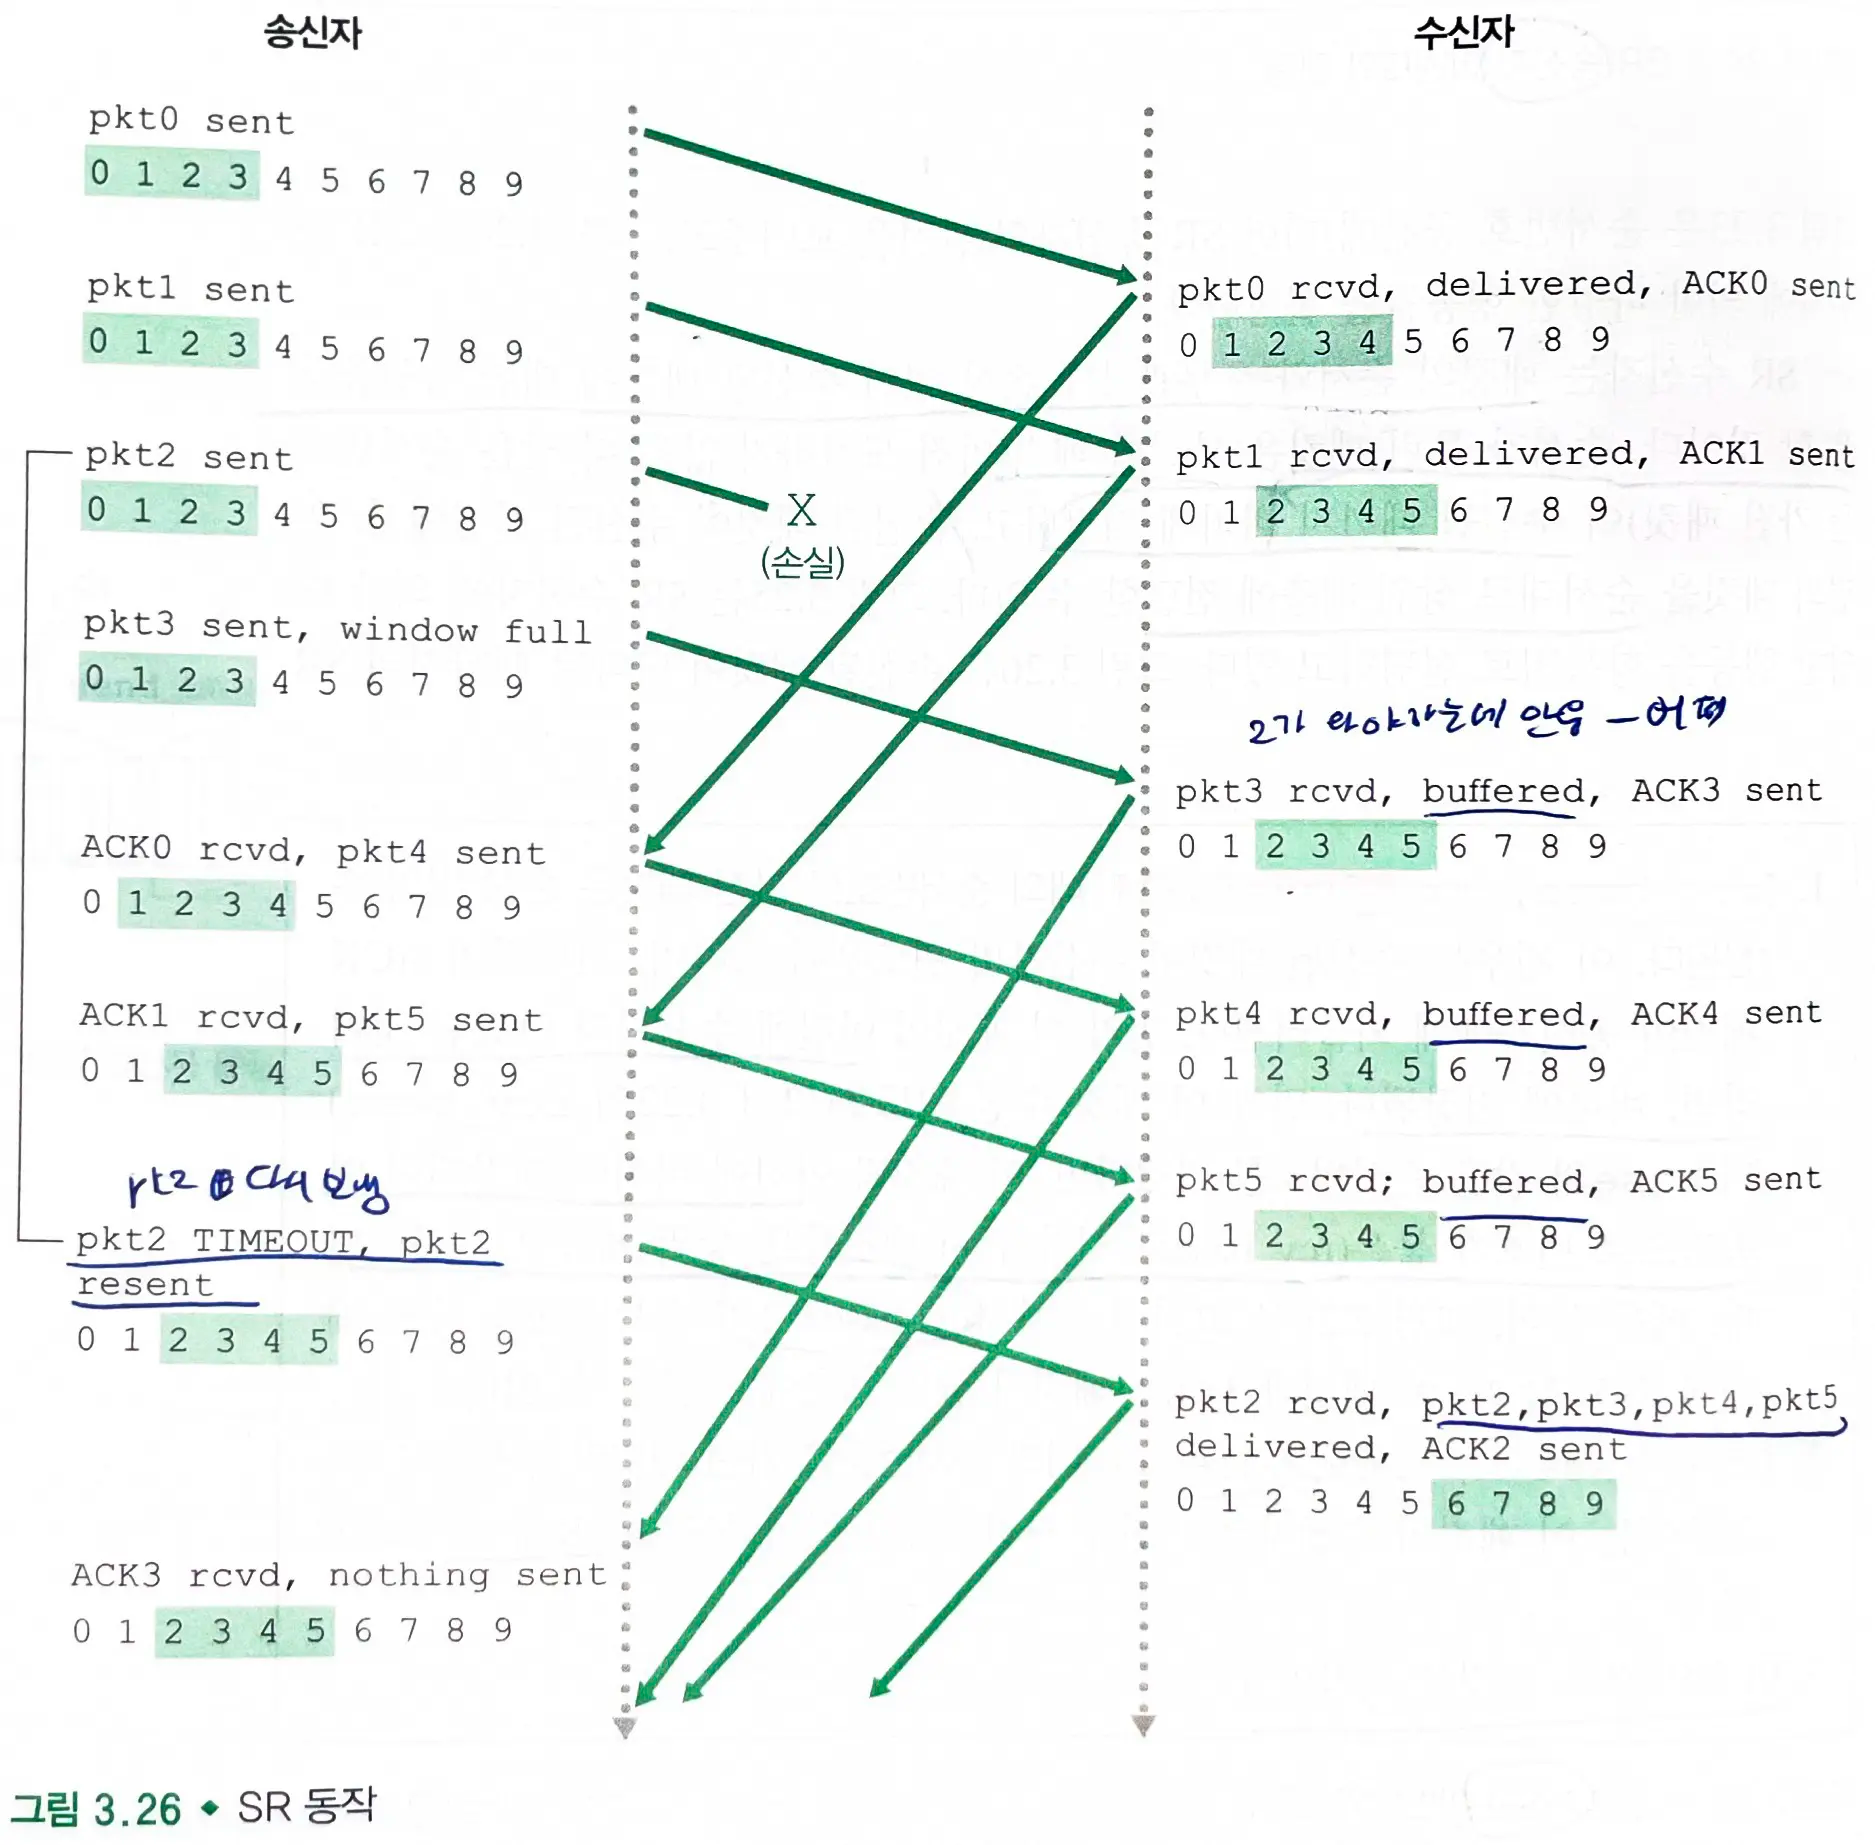 송신자
수신자
pkt0 sent
0 1 2 3 4 5 6 7 8 9
pkt1 sent
0 1 2 3 4 5 6 7 8 9
pkt2 sent
0 1 2 3 4 5 6 7 8 9
pkt3 sent, window full
0 1 2 3 4 5 6 7 8 9
ACK0 rcvd, pkt4 sent
0 1 2 3 4 5 6 7 8 9
ACK1 rcvd, pkt5 sent
0 1 2 3 4 5 6 7 8 9
pkt2 TIMEOUT, pkt2
resent
0 1 2 3 4 5 6 7 8 9
ACK3 rcvd, nothing sent
0 1 2 3 4 5 6 7 8 9
X
(손실)
pkt0 rcvd, delivered, ACK0 sent
0 1 2 3 4 5 6 7 8 9
pkt1 rcvd, delivered, ACK1 sent
0 1 2 3 4 5 6 7 8 9
2가 와야하는데 안옴
pkt3 rcvd, buffered, ACK3 sent
0 1 2 3 4 5 6 7 8 9
pkt4 rcvd, buffered, ACK4 sent
0 1 2 3 4 5 6 7 8 9
pkt5 rcvd; buffered, ACK5 sent
0 1 2 3 4 5 6 7 8 9
pkt2 rcvd, pkt2,pkt3,pkt4,pkt5
delivered, ACK2 sent
0 1 2 3 4 5 6 7 8 9
그림 3.26 ◆ SR 동작